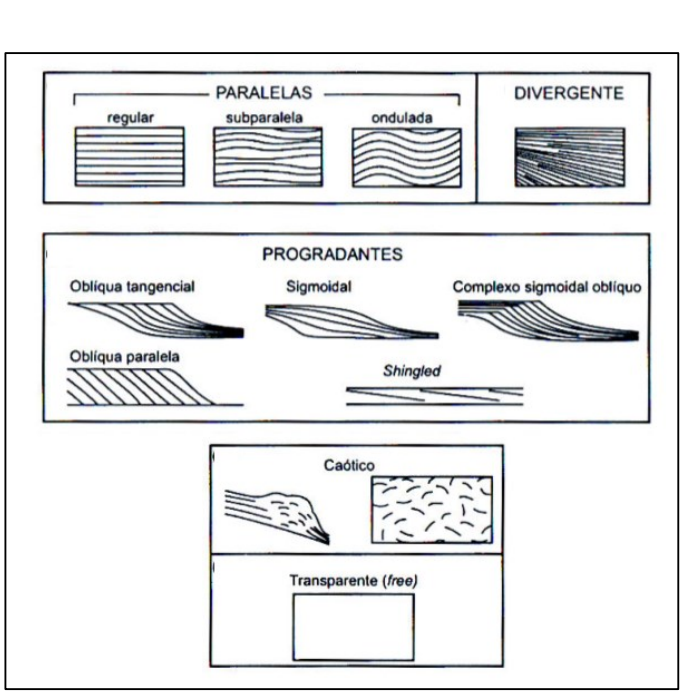 PARALELAS
regular subparalela ondulada
DIVERGENTE
PROGRADANTES
Oblíqua tangencial Sigmoidal Complexo sigmoidal oblíquo
Oblíqua paralela
Shingled
Caótico
Transparente (free)